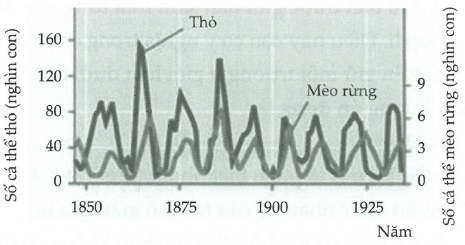 Số cá thể thỏ (nghìn con)
160
120
80
40
0
Thỏ
Mèo rừng
9
6
3
0
Số cá thể mèo rừng (nghìn con)
1850
1875
1900
1925
Năm